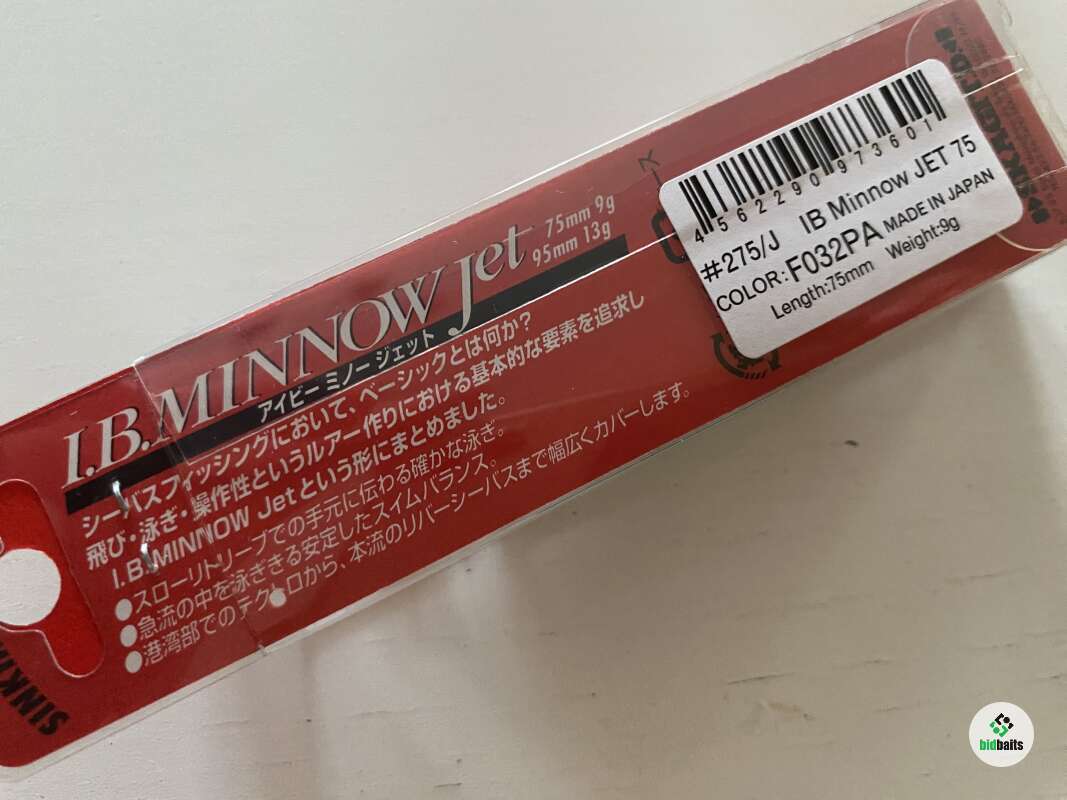 I.B.MINNOW Jet
75mm 9g
95mm 13g
アイビー ミノー ジェット
シーバスフィッシングにおいて、ベーシックとは何か?
飛び・泳ぎ・操作性というルアー作りにおける基本的な要素を追求し
I.B.MINNOW Jetという形にまとめました。
●スローリトリーブでの手元に伝わる確かな泳ぎ。
●急流の中を泳ぎきる安定したスイムバランス。
●港湾部でのテクトロから、本流のリバーシーバスまで幅広くカバーします。
4562290973601
#275/J IB Minnow JET 75
COLOR:F032PA MADE IN JAPAN
Length:75mm Weight:9g
bidbaits